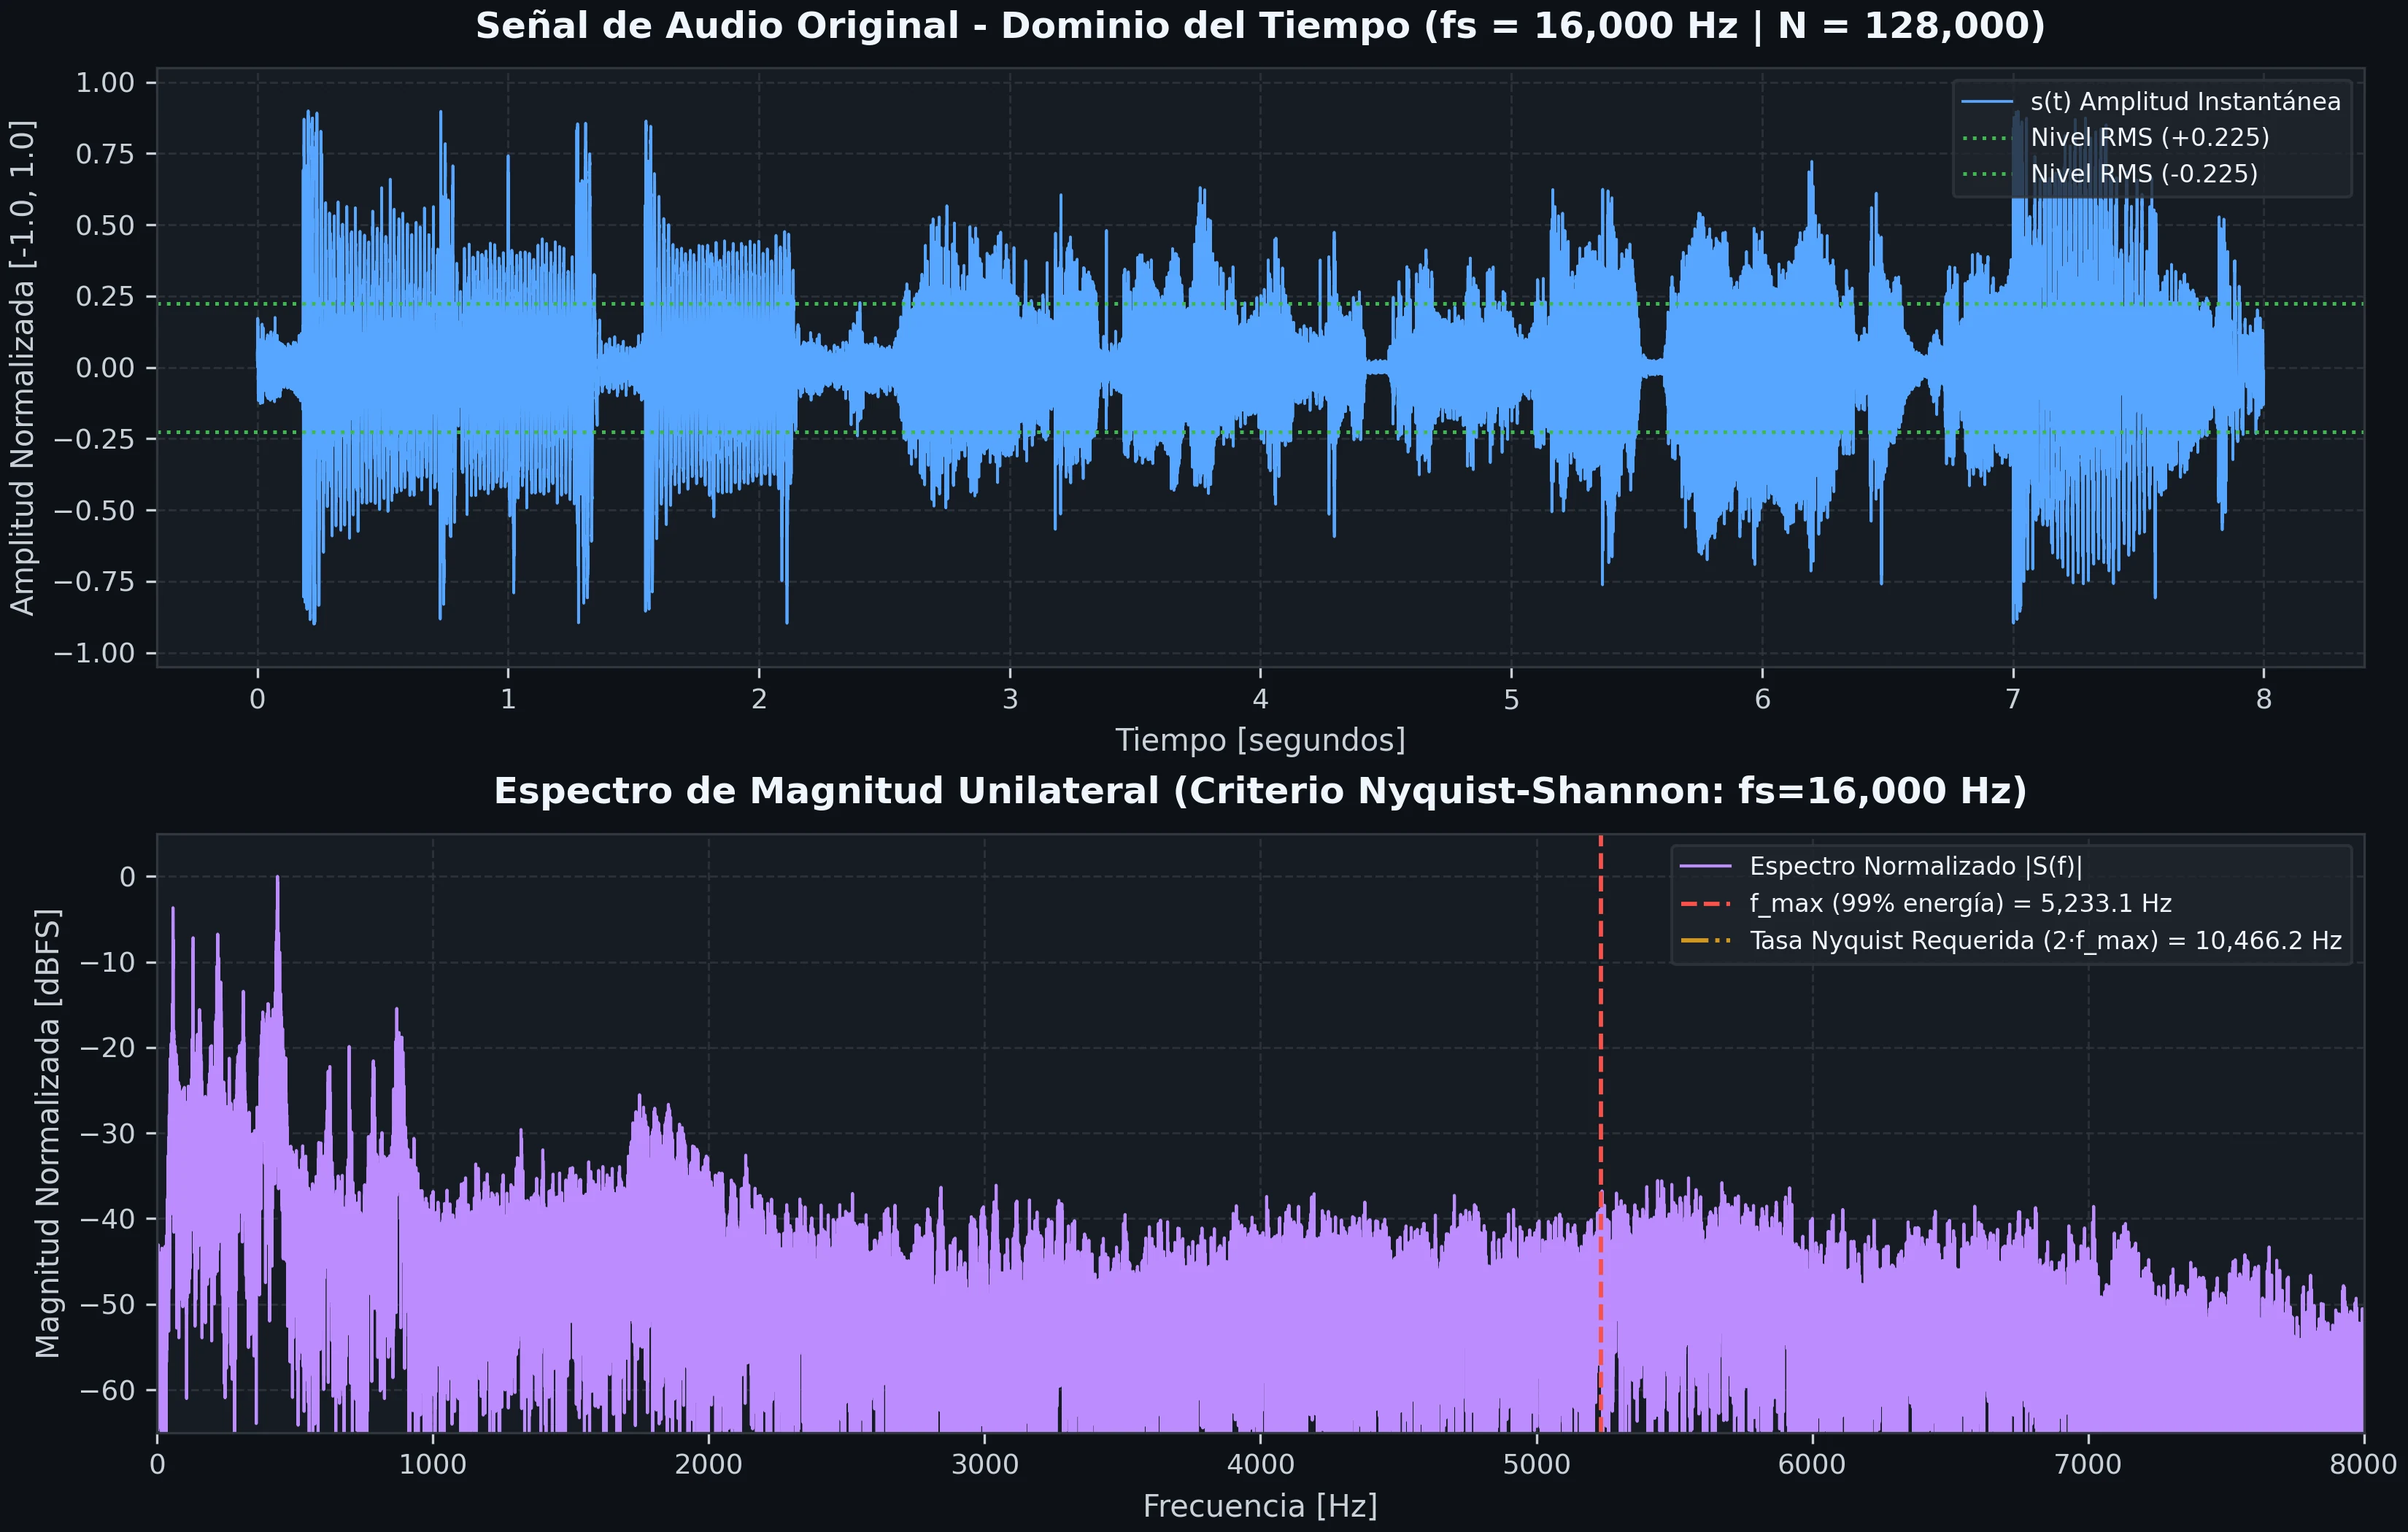 Señal de Audio Original - Dominio del Tiempo (fs = 16,000 Hz | N = 128,000)
Amplitud Normalizada [-1.0, 1.0]
1.00
0.75
0.50
0.25
0.00
−0.25
−0.50
−0.75
−1.00
s(t) Amplitud Instantánea
Nivel RMS (+0.225)
Nivel RMS (-0.225)
0 1 2 3 4 5 6 7 8
Tiempo [segundos]
Espectro de Magnitud Unilateral (Criterio Nyquist-Shannon: fs=16,000 Hz)
Magnitud Normalizada [dBFS]
0
−10
−20
−30
−40
−50
−60
Espectro Normalizado |S(f)|
f_max (99% energía) = 5,233.1 Hz
Tasa Nyquist Requerida (2·f_max) = 10,466.2 Hz
0 1000 2000 3000 4000 5000 6000 7000 8000
Frecuencia [Hz]